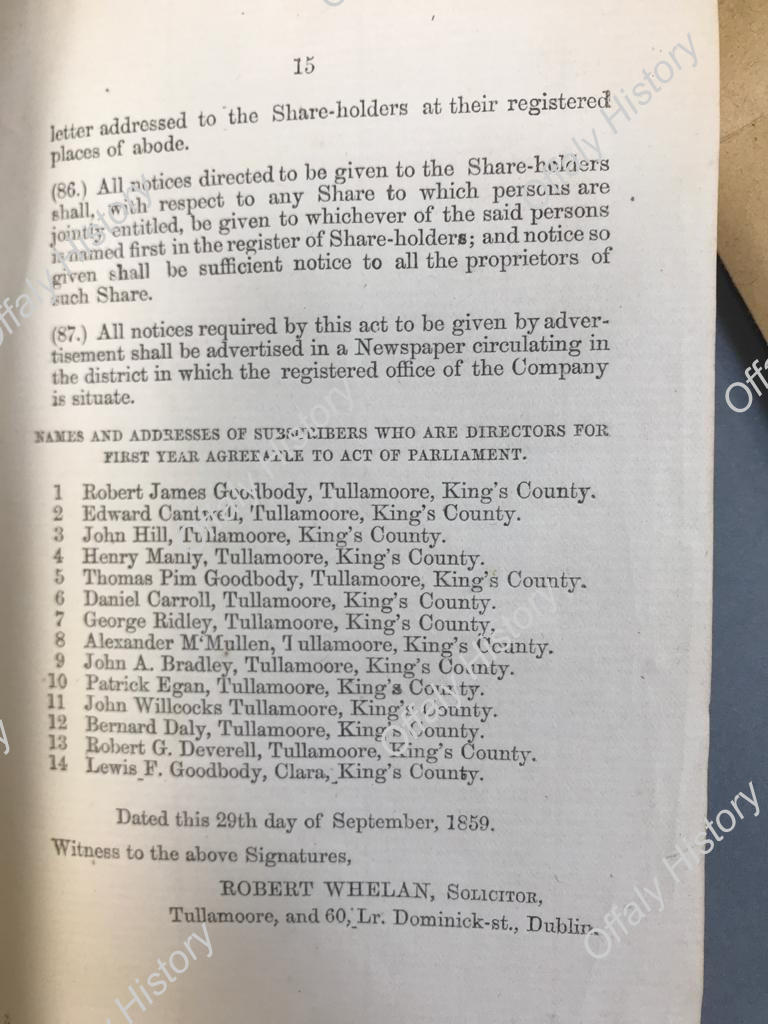 15
letter addressed to the Share-holders at their registered
places of abode.
(86.) All notices directed to be given to the Share-holders
shall, with respect to any Share to which persons are
jointly entitled, be given to whichever of the said persons
is named first in the register of Share-holders; and notice so
given shall be sufficient notice to all the proprietors of
such Share.
(87.) All notices required by this act to be given by adver-
tisement shall be advertised in a Newspaper circulating in
the district in which the registered office of the Company
is situate.
NAMES AND ADDRESSES OF SUBSCRIBERS WHO ARE DIRECTORS FOR
FIRST YEAR AGREEABLE TO ACT OF PARLIAMENT.
1 Robert James Goodbody, Tullamoore, King's County.
2 Edward Cantwell, Tullamoore, King's County.
3 John Hill, Tullamoore, King's County.
4 Henry Manly, Tullamoore, King's County.
5 Thomas Pim Goodbody, Tullamoore, King's County.
6 Daniel Carroll, Tullamoore, King's County.
7 George Ridley, Tullamoore, King's County.
8 Alexander M'Mullen, Tullamoore, King's County.
9 John A. Bradley, Tullamoore, King's County.
10 Patrick Egan, Tullamoore, King's County.
11 John Willcocks Tullamoore, King's County.
12 Bernard Daly, Tullamoore, King's County.
13 Robert G. Deverell, Tullamoore, King's County.
14 Lewis F. Goodbody, Clara, King's County.
Dated this 29th day of September, 1859.
Witness to the above Signatures,
ROBERT WHELAN, SOLICITOR,
Tullamoore, and 60, Lr. Dominick-st., Dublin.
Offaly History